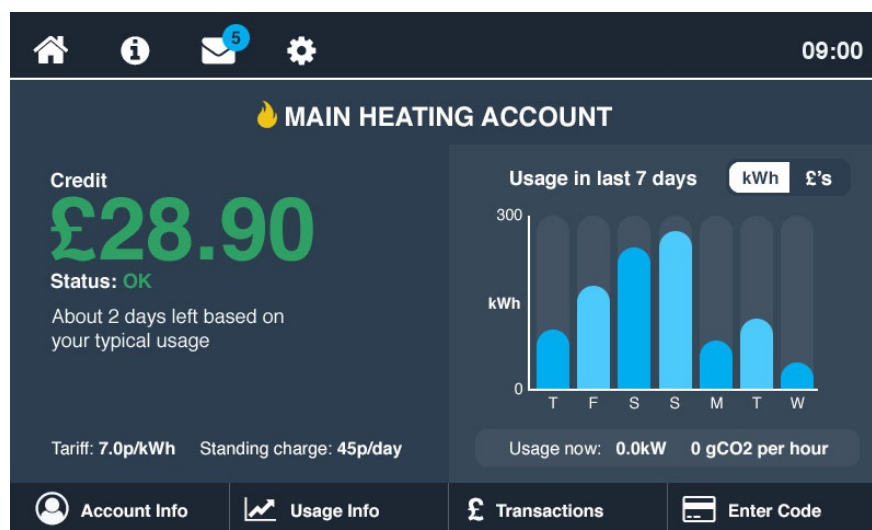 5
09:00
MAIN HEATING ACCOUNT
Credit
£28.90
Status: OK
About 2 days left based on
your typical usage
Tariff: 7.0p/kWh Standing charge: 45p/day
Usage in last 7 days kWh £'s
300
kWh
0
T F S S M T W
Usage now: 0.0kW 0 gCO2 per hour
Account Info Usage Info £ Transactions Enter Code